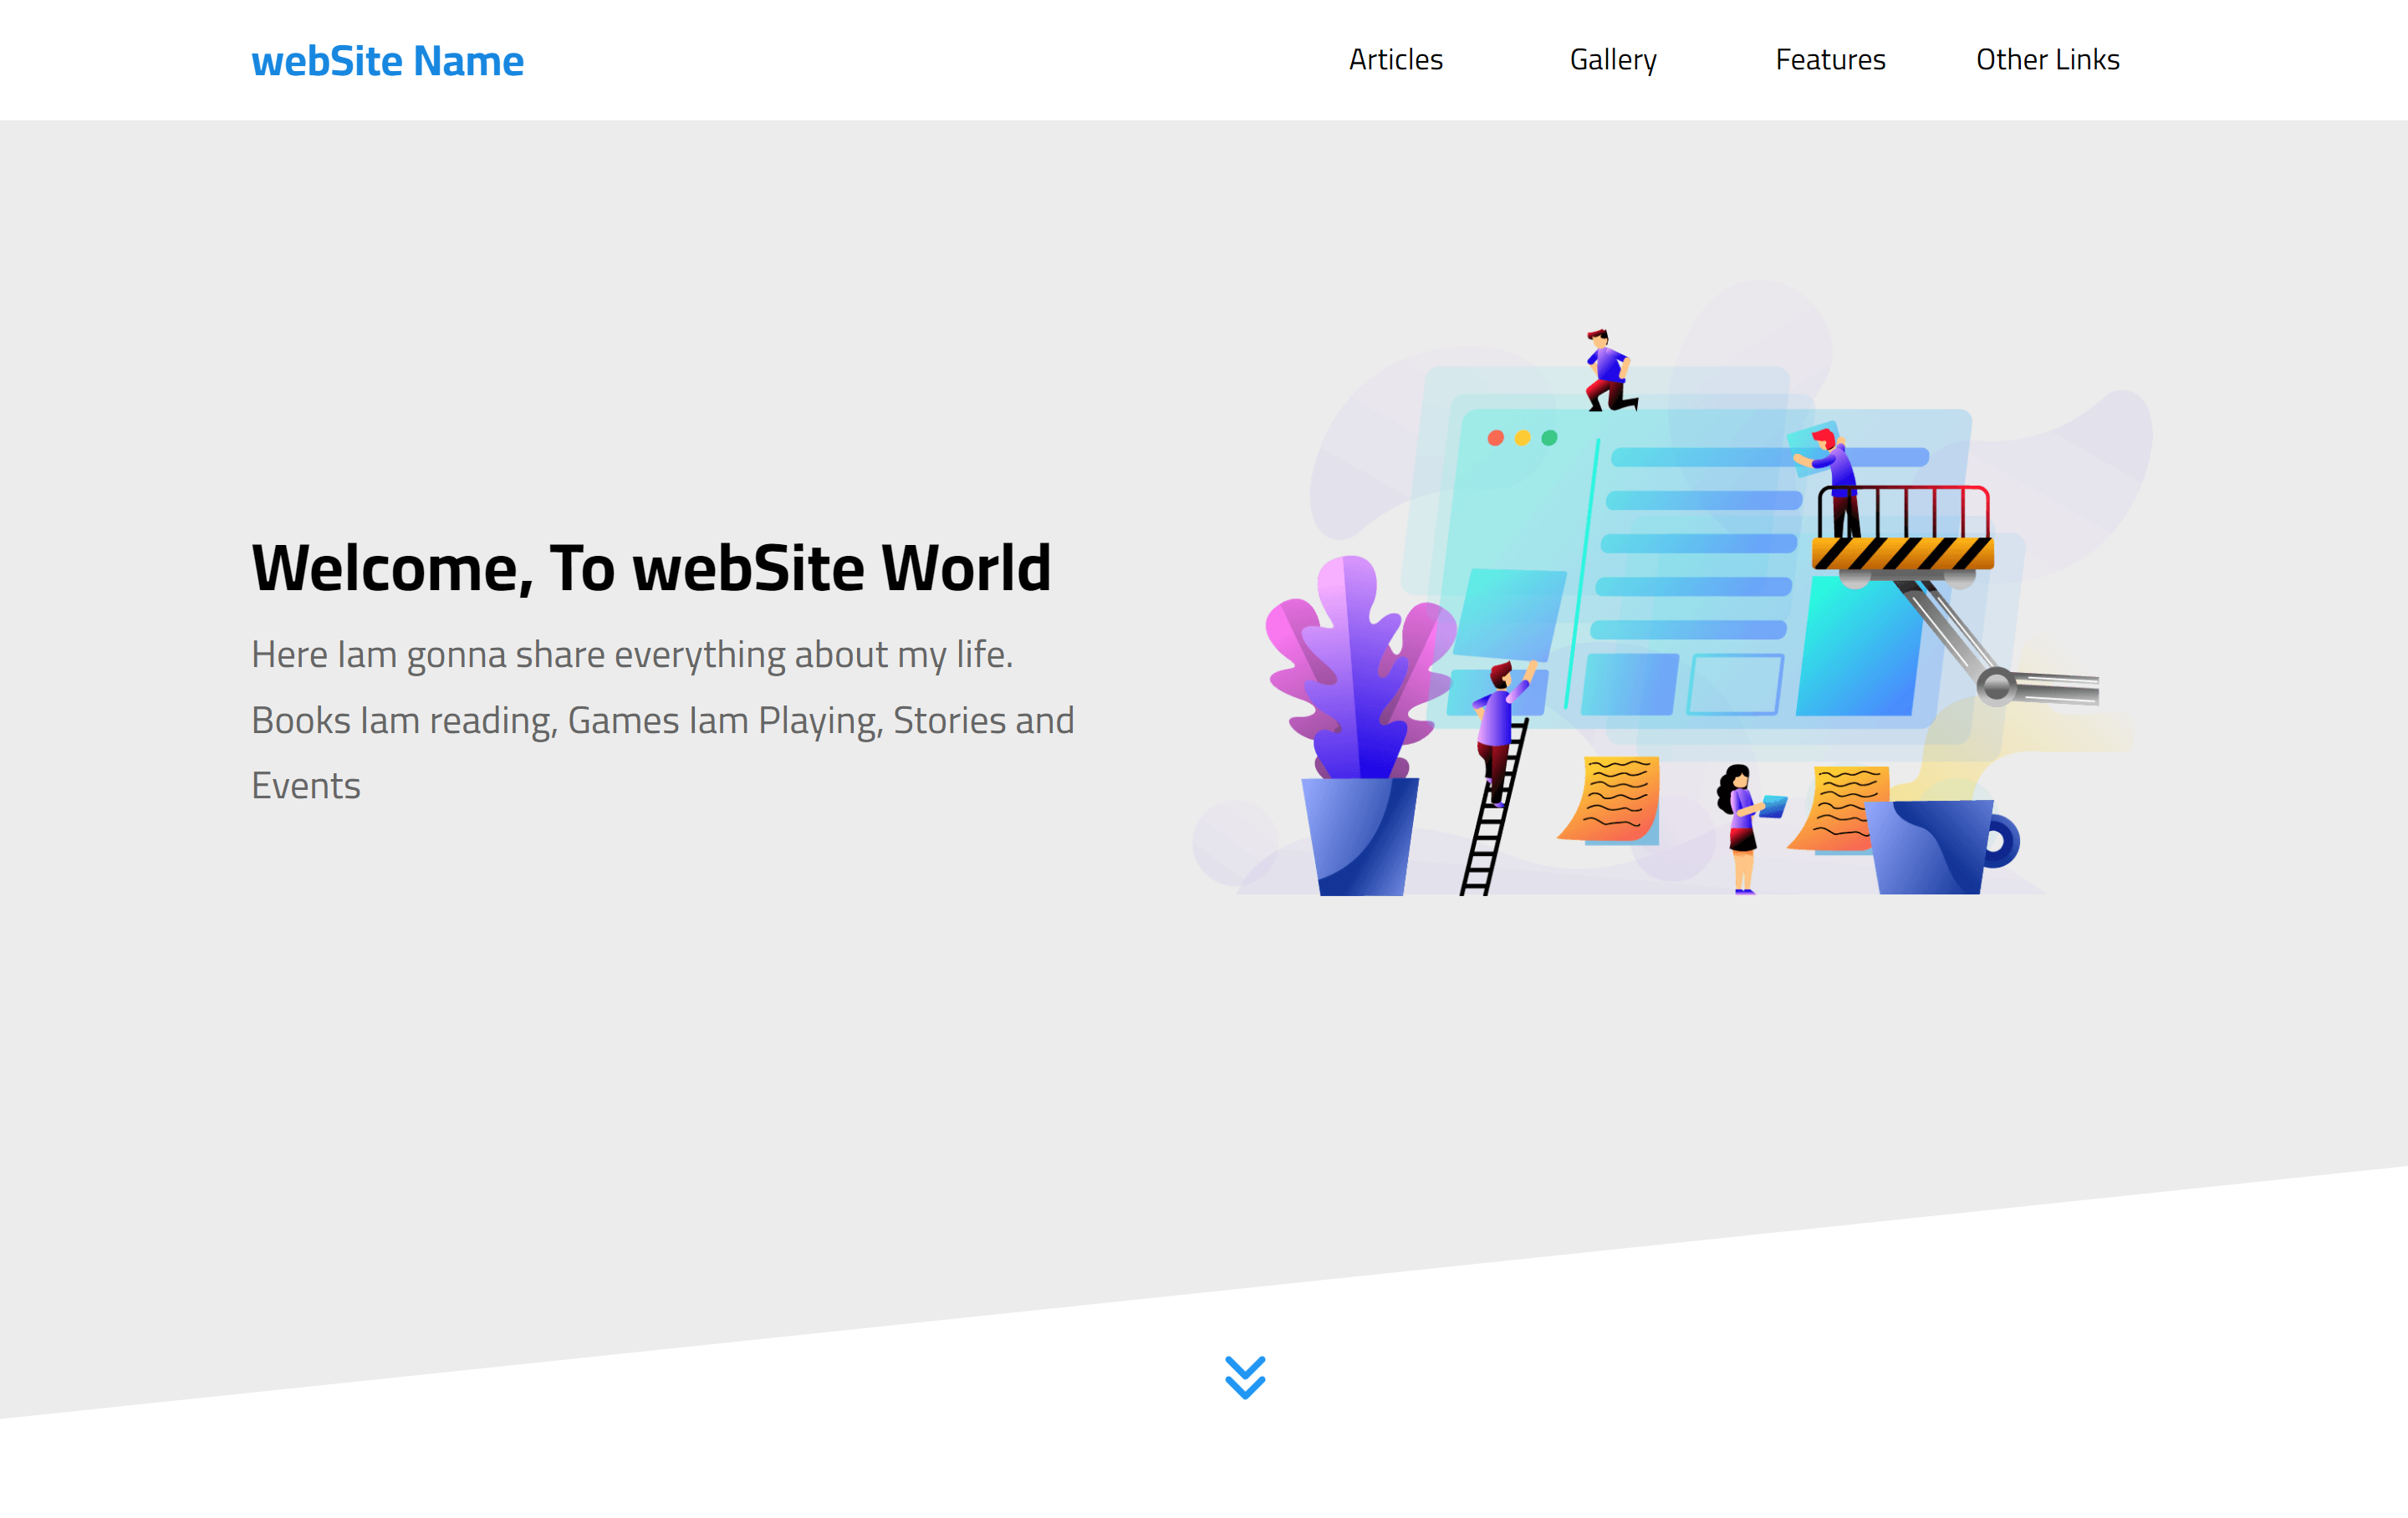 webSite Name
Articles
Gallery
Features
Other Links
Welcome, To webSite World
Here Iam gonna share everything about my life.
Books Iam reading, Games Iam Playing, Stories and
Events